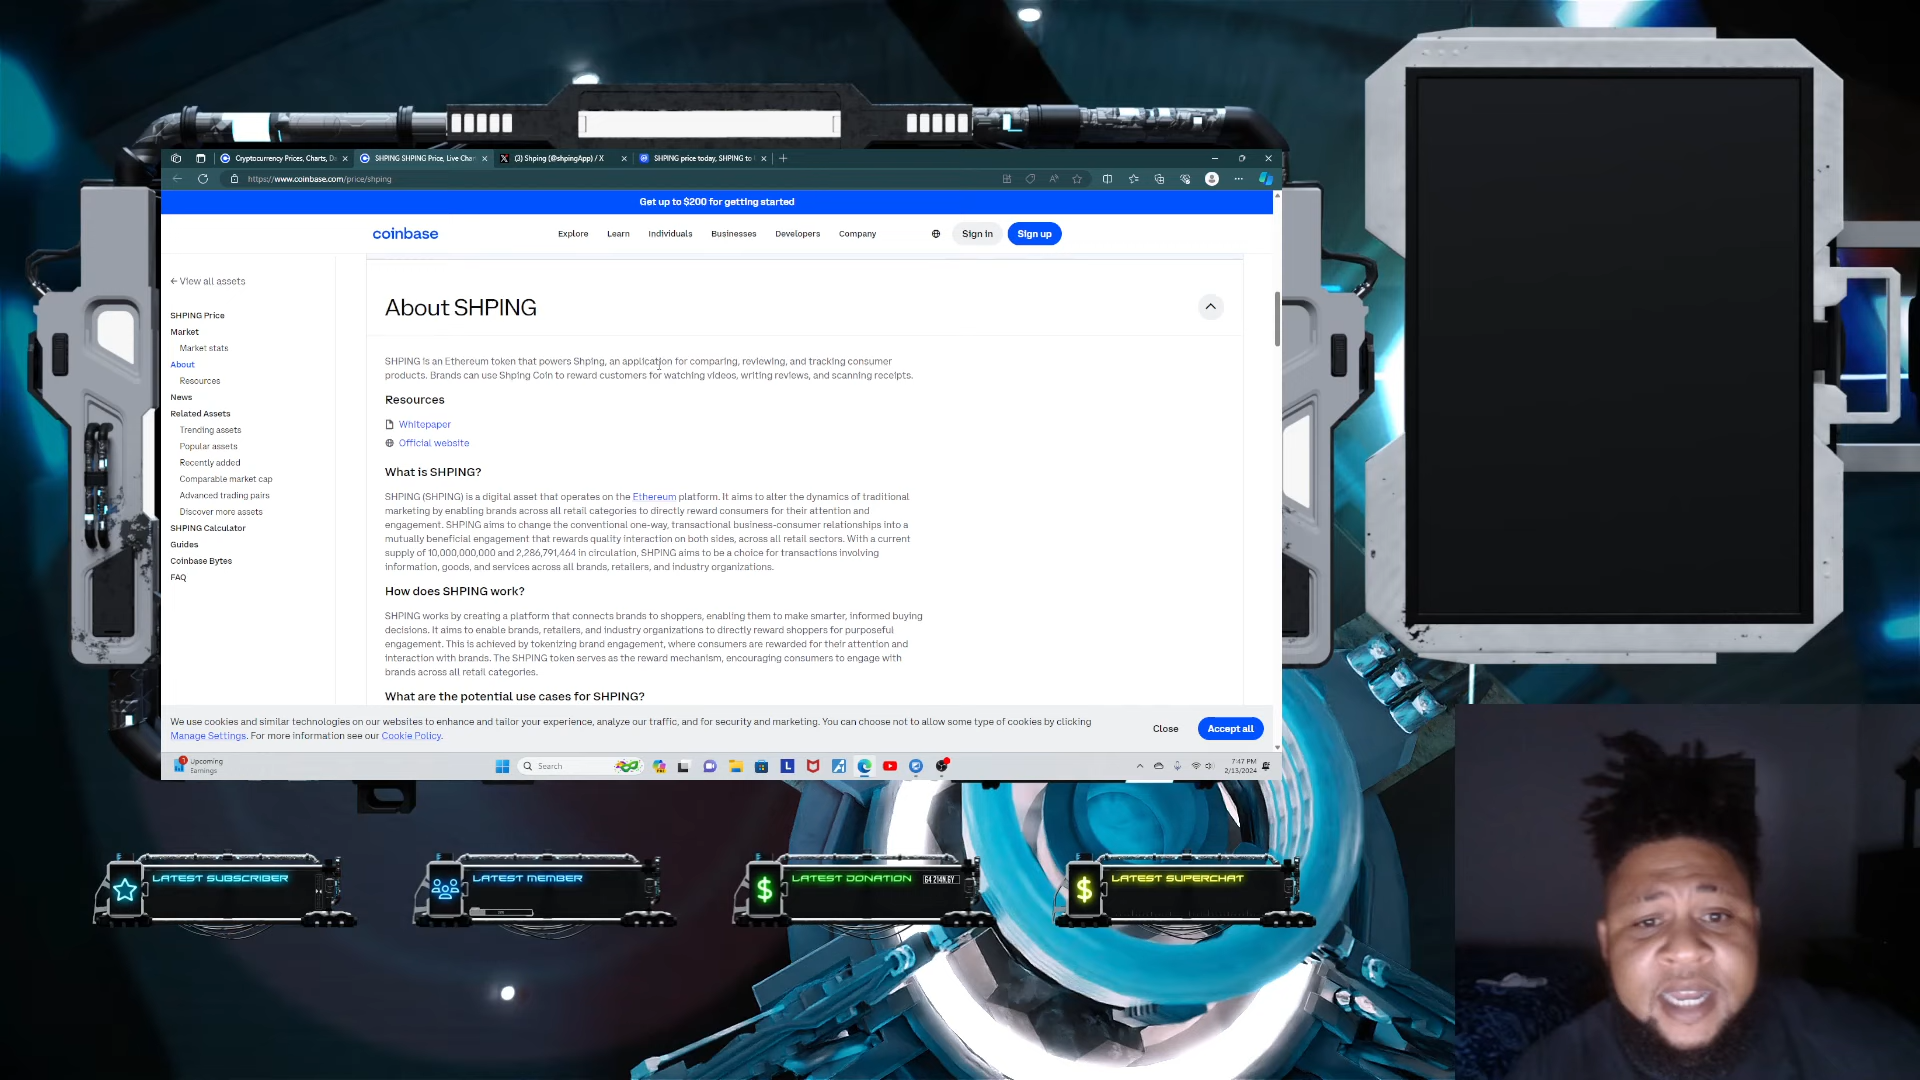 Cryptocurrency Prices, Charts, Da
SHPING SHPING Price, Live Char
(3) Shping (@shpingApp) / X
SHPING price today, SHPING to
https://www.coinbase.com/price/shping
Get up to $200 for getting started
coinbase
Explore
Learn
Individuals
Businesses
Developers
Company
Sign in
Sign up
View all assets
SHPING Price
Market
Market stats
About
Resources
News
Related Assets
Trending assets
Popular assets
Recently added
Comparable market cap
Advanced trading pairs
Discover more assets
SHPING Calculator
Guides
Coinbase Bytes
FAQ
About SHPING
SHPING is an Ethereum token that powers Shping, an application for comparing, reviewing, and tracking consumer
products. Brands can use Shping Coin to reward customers for watching videos, writing reviews, and scanning receipts.
Resources
Whitepaper
Official website
What is SHPING?
SHPING (SHPING) is a digital asset that operates on the Ethereum platform. It aims to alter the dynamics of traditional
marketing by enabling brands across all retail categories to directly reward consumers for their attention and
engagement. SHPING aims to change the conventional one-way, transactional business-consumer relationships into a
mutually beneficial engagement that rewards quality interaction on both sides, across all retail sectors. With a current
supply of 10,000,000,000 and 2,286,791,464 in circulation, SHPING aims to be a choice for transactions involving
information, goods, and services across all brands, retailers, and industry organizations.
How does SHPING work?
SHPING works by creating a platform that connects brands to shoppers, enabling them to make smarter, informed buying
decisions. It aims to enable brands, retailers, and industry organizations to directly reward shoppers for purposeful
engagement. This is achieved by tokenizing brand engagement, where consumers are rewarded for their attention and
interaction with brands. The SHPING token serves as the reward mechanism, encouraging consumers to engage with
brands across all retail categories.
What are the potential use cases for SHPING?
We use cookies and similar technologies on our websites to enhance and tailor your experience, analyze our traffic, and for security and marketing. You can choose not to allow some type of cookies by clicking
Manage Settings. For more information see our Cookie Policy.
Close
Accept all
Upcoming
Earnings
Search
7:47 PM
2/13/2024
LATEST SUBSCRIBER
LATEST MEMBER
LATEST DONATION
LATEST SUPERCHAT